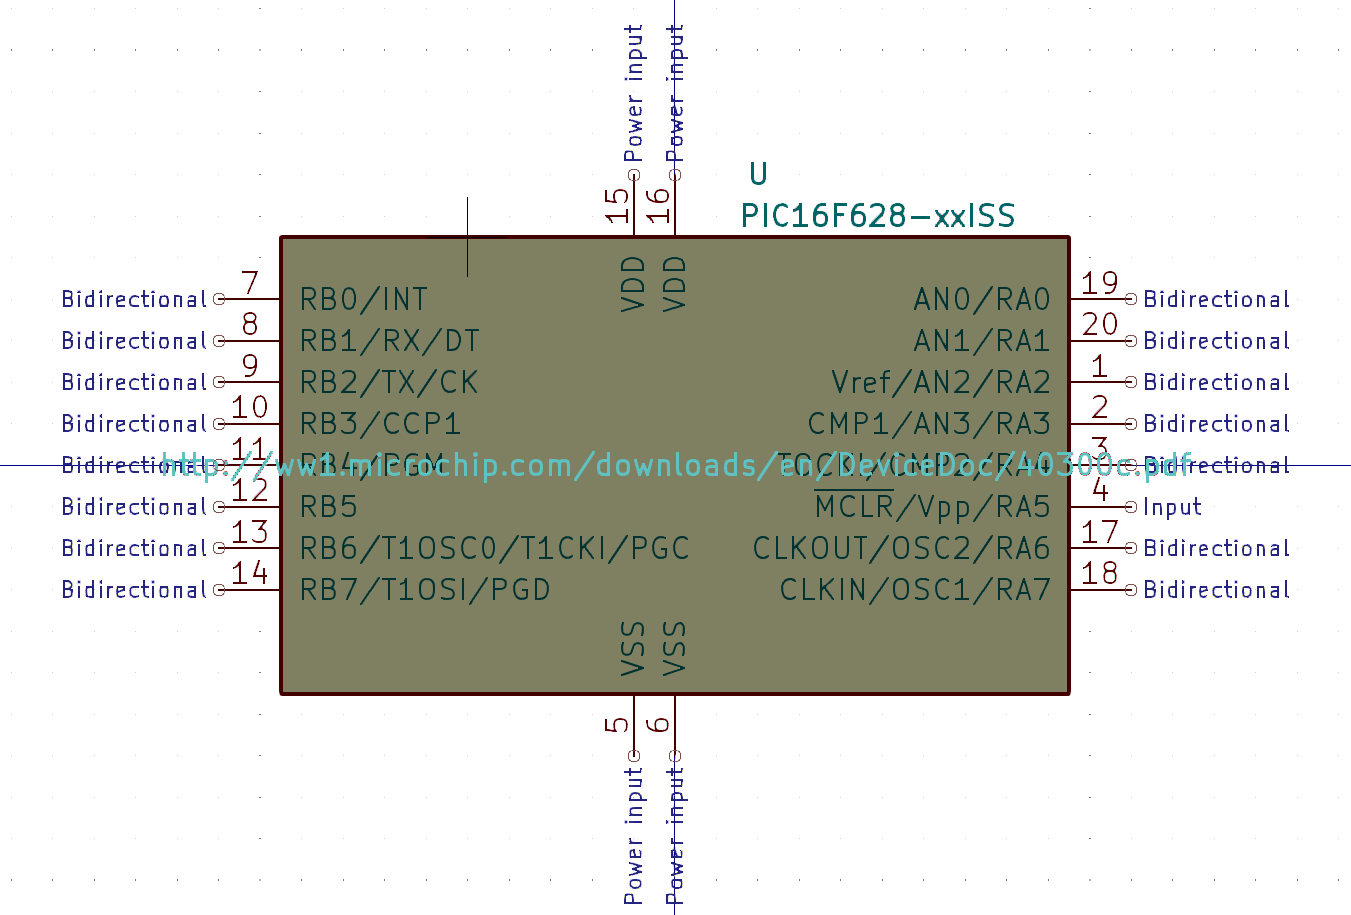 Power input
Power input
15
16
U
PIC16F628-xxISS
VDD
VDD
Bidirectional 7 RB0/INT
AN0/RA0 19 Bidirectional
Bidirectional 8 RB1/RX/DT
AN1/RA1 20 Bidirectional
Bidirectional 9 RB2/TX/CK
Vref/AN2/RA2 1 Bidirectional
Bidirectional 10 RB3/CCP1
CMP1/AN3/RA3 2 Bidirectional
Bidirectional 11 RB4/PGM
http://ww1.microchip.com/downloads/en/DeviceDoc/40300c.pdf
3 Bidirectional
Bidirectional 12 RB5
MCLR/Vpp/RA5 4 Input
Bidirectional 13 RB6/T1OSC0/T1CKI/PGC
CLKOUT/OSC2/RA6 17 Bidirectional
Bidirectional 14 RB7/T1OSI/PGD
CLKIN/OSC1/RA7 18 Bidirectional
VSS
VSS
5
6
Power input
Power input